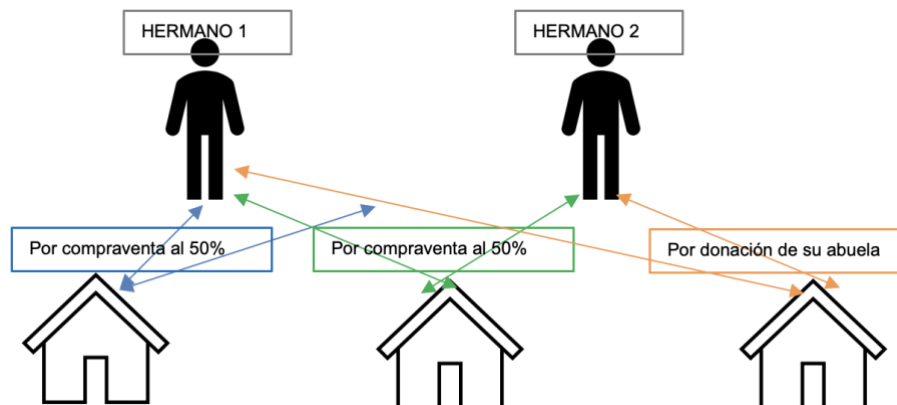 HERMANO 1
HERMANO 2
Por compraventa al 50%
Por compraventa al 50%
Por donación de su abuela